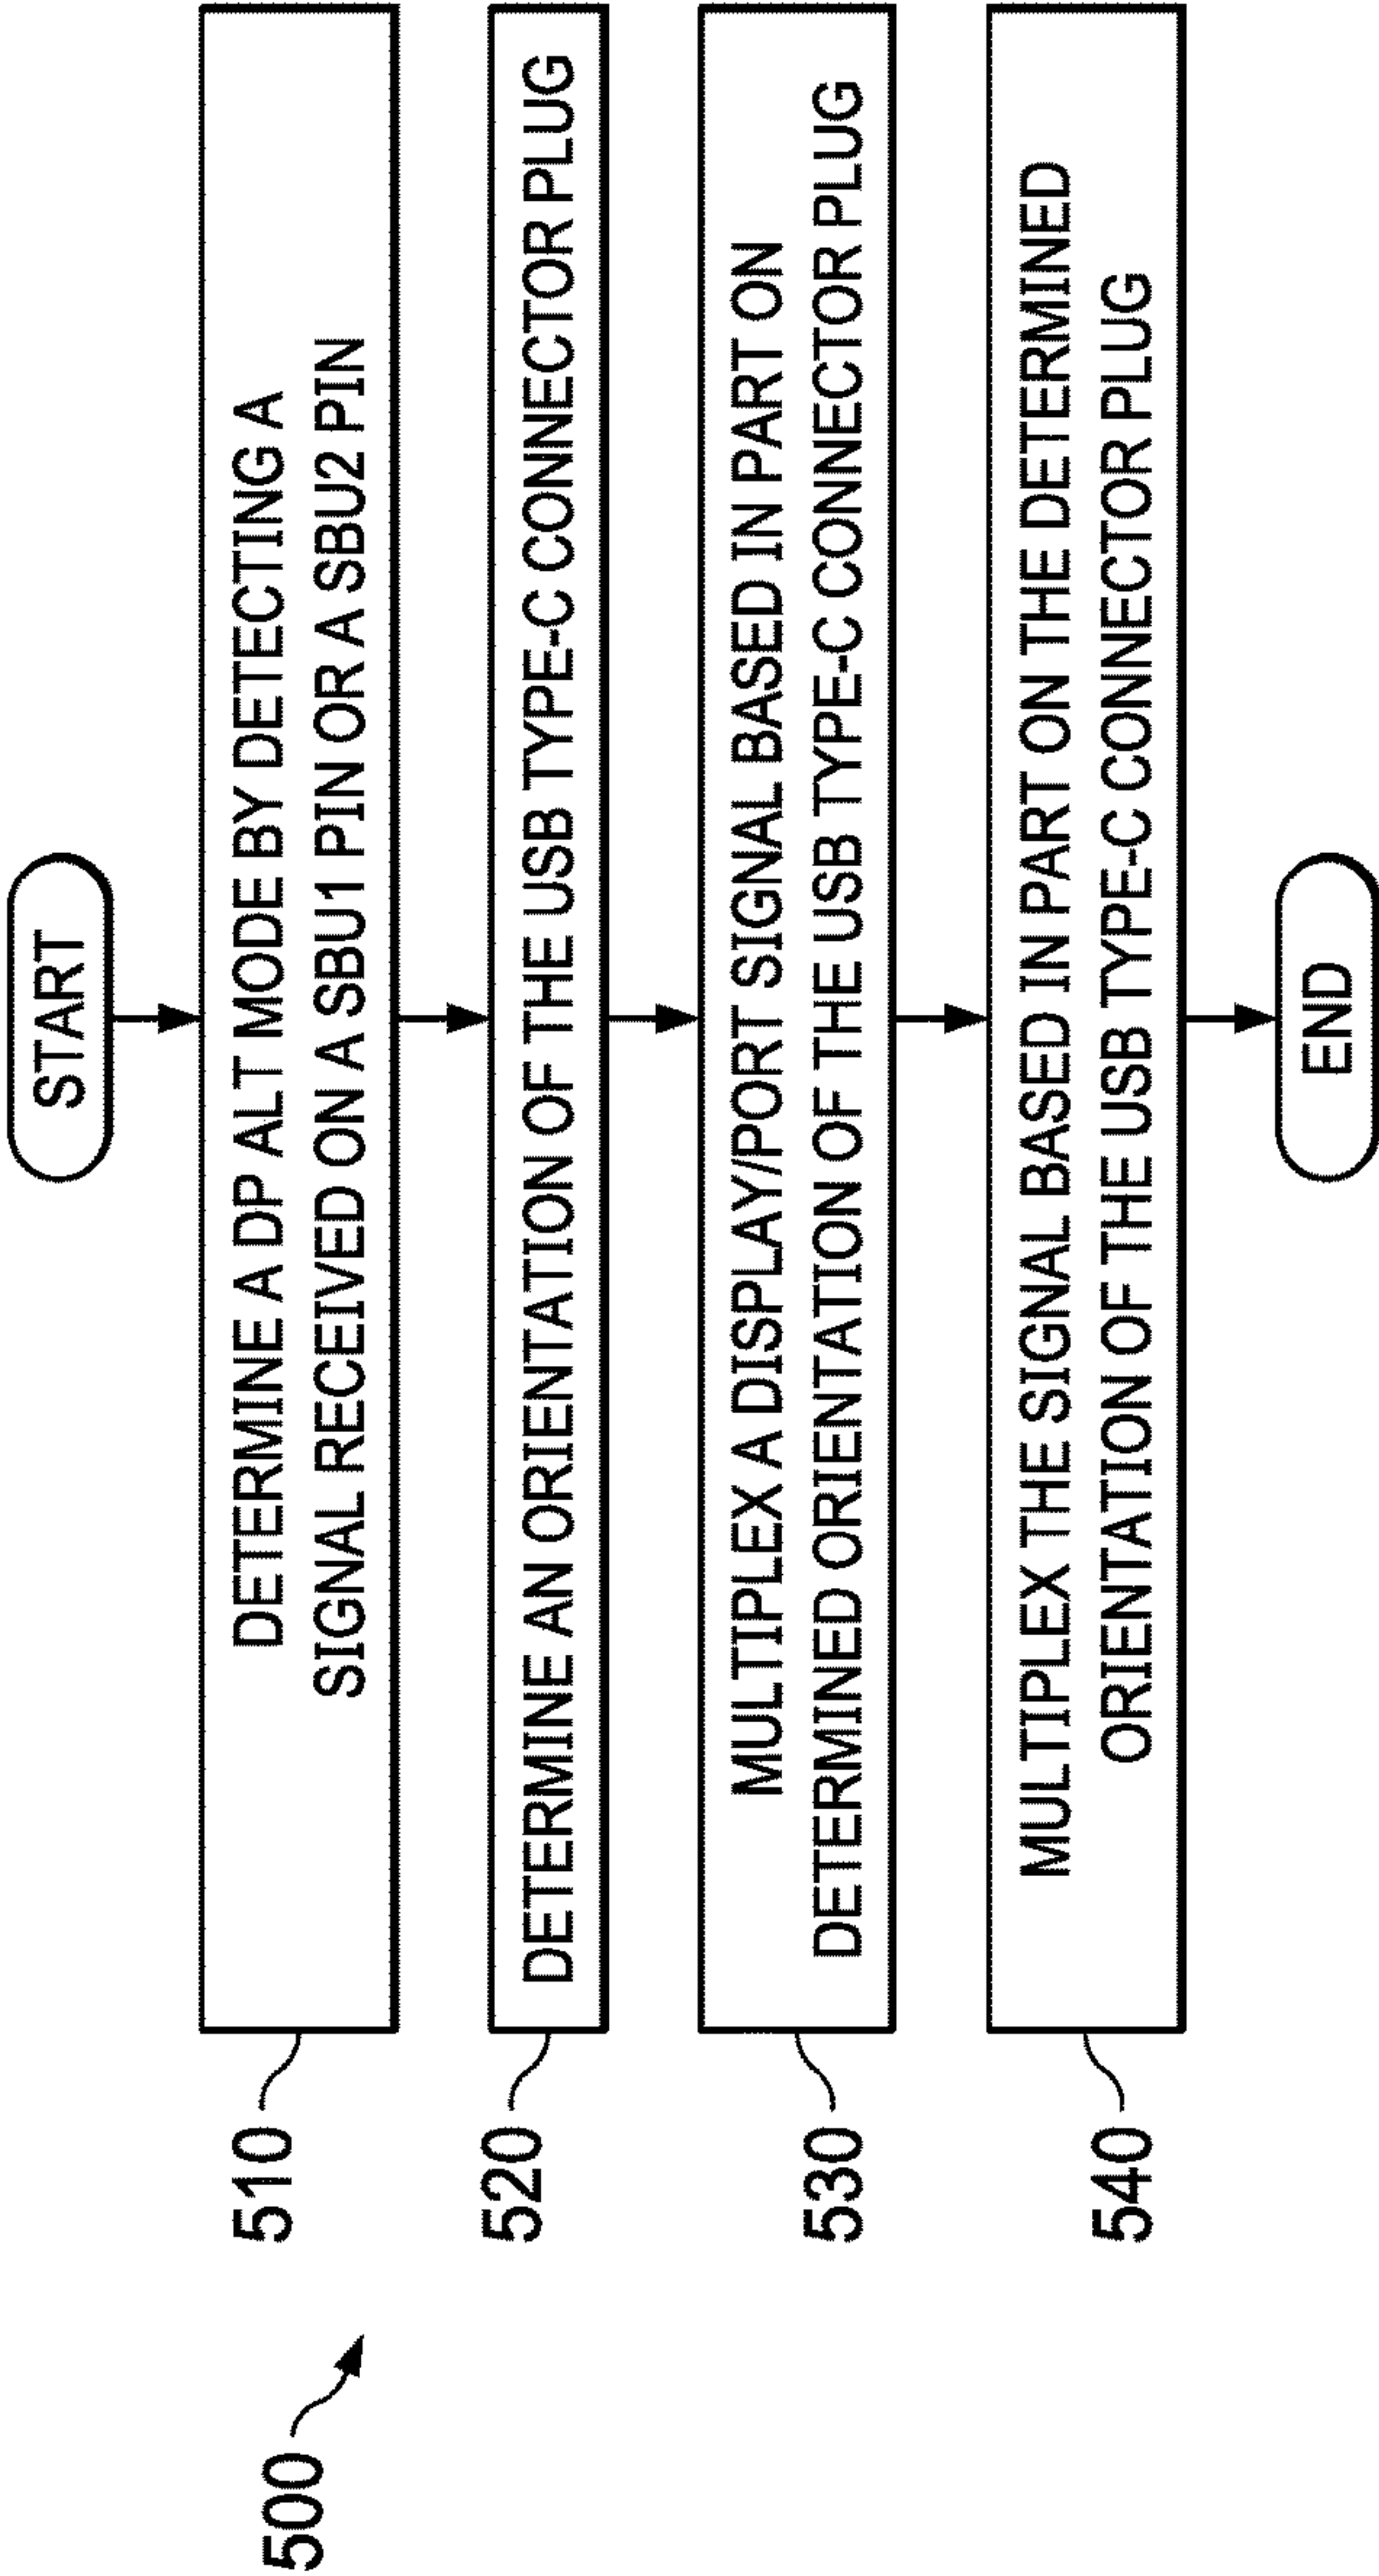 500
START
510
DETERMINE A DP ALT MODE BY DETECTING A
SIGNAL RECEIVED ON A SBU1 PIN OR A SBU2 PIN
520
DETERMINE AN ORIENTATION OF THE USB TYPE-C CONNECTOR PLUG
530
MULTIPLEX A DISPLAY/PORT SIGNAL BASED IN PART ON
DETERMINED ORIENTATION OF THE USB TYPE-C CONNECTOR PLUG
540
MULTIPLEX THE SIGNAL BASED IN PART ON THE DETERMINED
ORIENTATION OF THE USB TYPE-C CONNECTOR PLUG
END